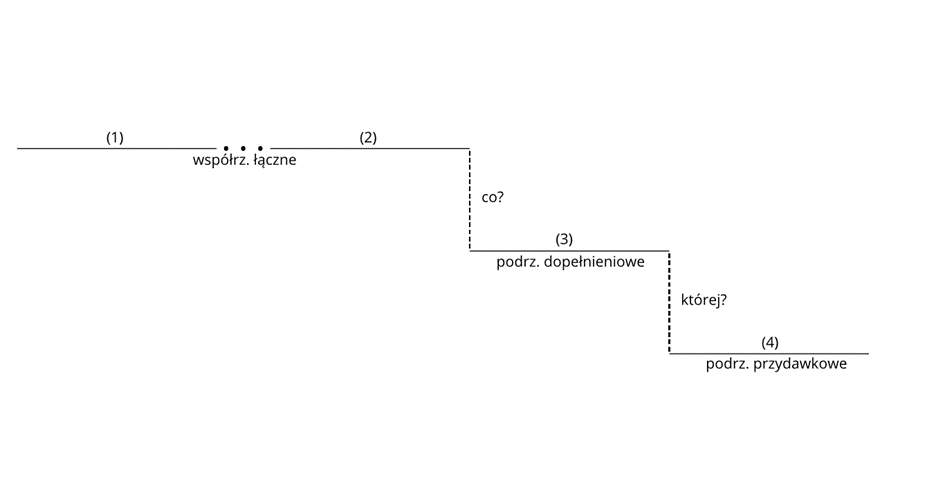 (1)
(2)
współrz. łączne
co?
(3)
podrz. dopełnieniowe
której?
(4)
podrz. przydawkowe